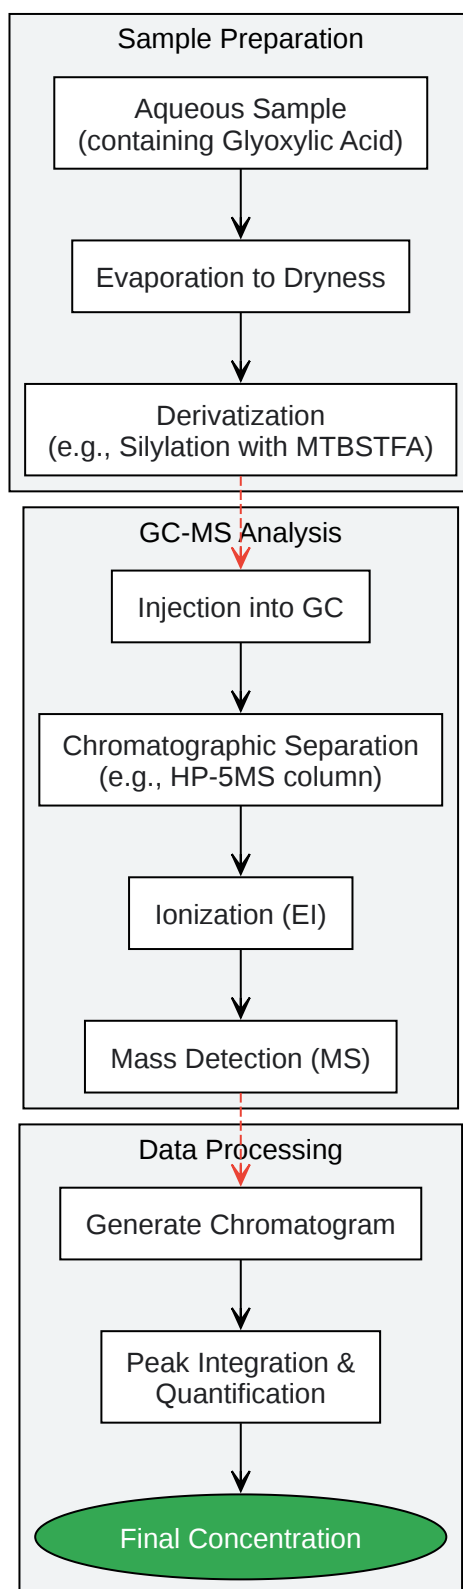 Sample Preparation
Aqueous Sample
(containing Glyoxylic Acid)
Evaporation to Dryness
Derivatization
(e.g., Silylation with MTBSTFA)
GC-MS Analysis
Injection into GC
Chromatographic Separation
(e.g., HP-5MS column)
Ionization (EI)
Mass Detection (MS)
Data Processing
Generate Chromatogram
Peak Integration &
Quantification
Final Concentration